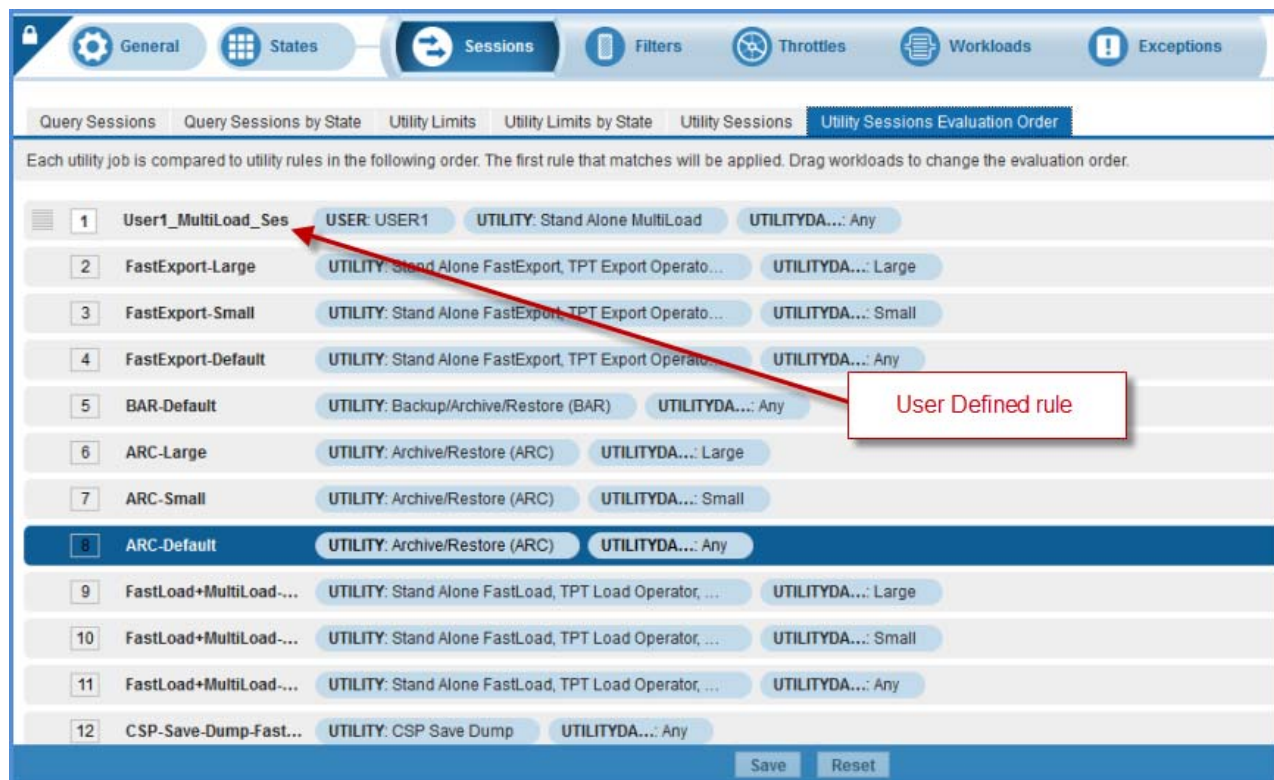 General States Sessions Filters Throttles Workloads Exceptions
Query Sessions Query Sessions by State Utility Limits Utility Limits by State Utility Sessions Utility Sessions Evaluation Order
Each utility job is compared to utility rules in the following order. The first rule that matches will be applied. Drag workloads to change the evaluation order.
1 User1_MultiLoad_Ses USER: USER1 UTILITY: Stand Alone MultiLoad UTILITYDA...: Any
2 FastExport-Large UTILITY: Stand Alone FastExport, TPT Export Operato... UTILITYDA...: Large
3 FastExport-Small UTILITY: Stand Alone FastExport, TPT Export Operato... UTILITYDA...: Small
4 FastExport-Default UTILITY: Stand Alone FastExport, TPT Export Operato... UTILITYDA...: Any
5 BAR-Default UTILITY: Backup/Archive/Restore (BAR) UTILITYDA...: Any
User Defined rule
6 ARC-Large UTILITY: Archive/Restore (ARC) UTILITYDA...: Large
7 ARC-Small UTILITY: Archive/Restore (ARC) UTILITYDA...: Small
8 ARC-Default UTILITY: Archive/Restore (ARC) UTILITYDA...: Any
9 FastLoad+MultiLoad-... UTILITY: Stand Alone FastLoad, TPT Load Operator, ... UTILITYDA...: Large
10 FastLoad+MultiLoad-... UTILITY: Stand Alone FastLoad, TPT Load Operator, ... UTILITYDA...: Small
11 FastLoad+MultiLoad-... UTILITY: Stand Alone FastLoad, TPT Load Operator, ... UTILITYDA...: Any
12 CSP-Save-Dump-Fast... UTILITY: CSP Save Dump UTILITYDA...: Any
Save Reset